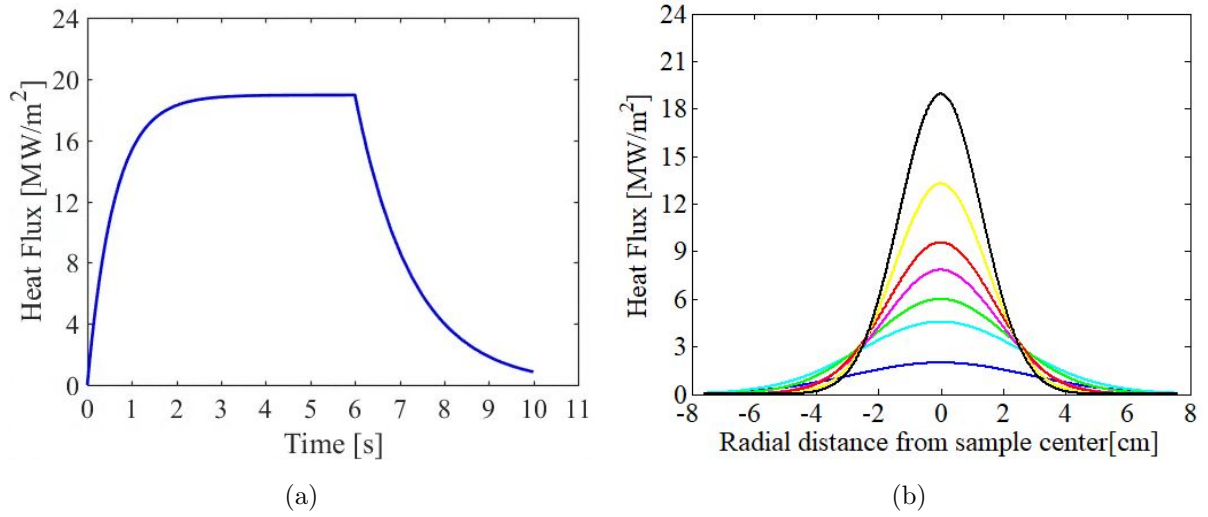 24
20
16
12
8
4
0
Heat Flux [MW/m²]
0 1 2 3 4 5 6 7 8 9 10 11
Time [s]
(a)
24
21
18
15
12
9
6
3
0
Heat Flux [MW/m²]
-8 -6 -4 -2 0 2 4 6 8
Radial distance from sample center[cm]
(b)